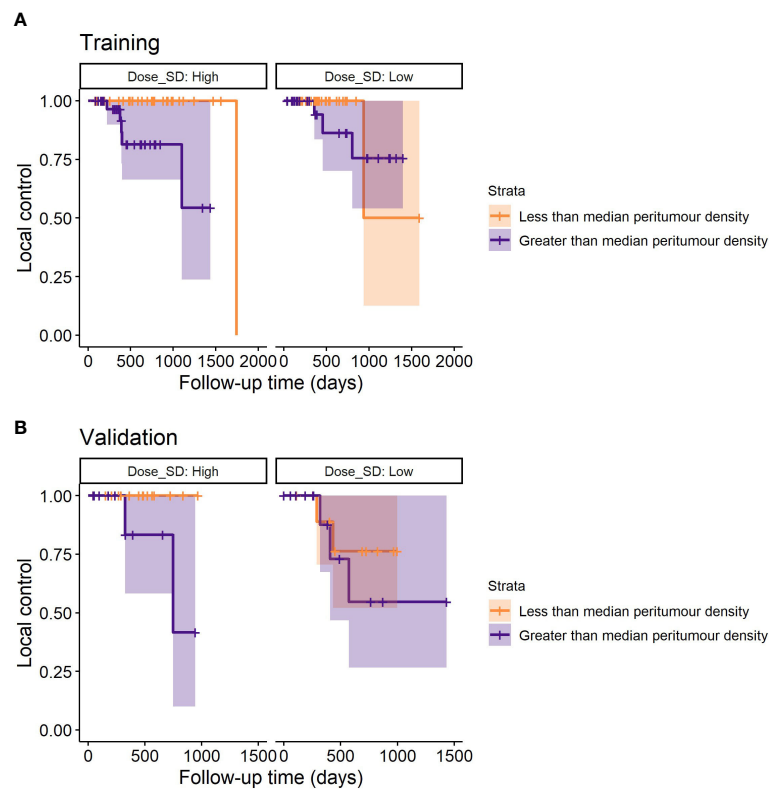 A
Training
Dose_SD: High
Dose_SD: Low
1.00
0.75
0.50
0.25
0.00
Local control
0 500 1000 1500 2000
0 500 1000 1500 2000
Follow-up time (days)
Strata
Less than median peritumour density
Greater than median peritumour density
B
Validation
Dose_SD: High
Dose_SD: Low
1.00
0.75
0.50
0.25
0.00
Local control
0 500 1000 1500
0 500 1000 1500
Follow-up time (days)
Strata
Less than median peritumour density
Greater than median peritumour density